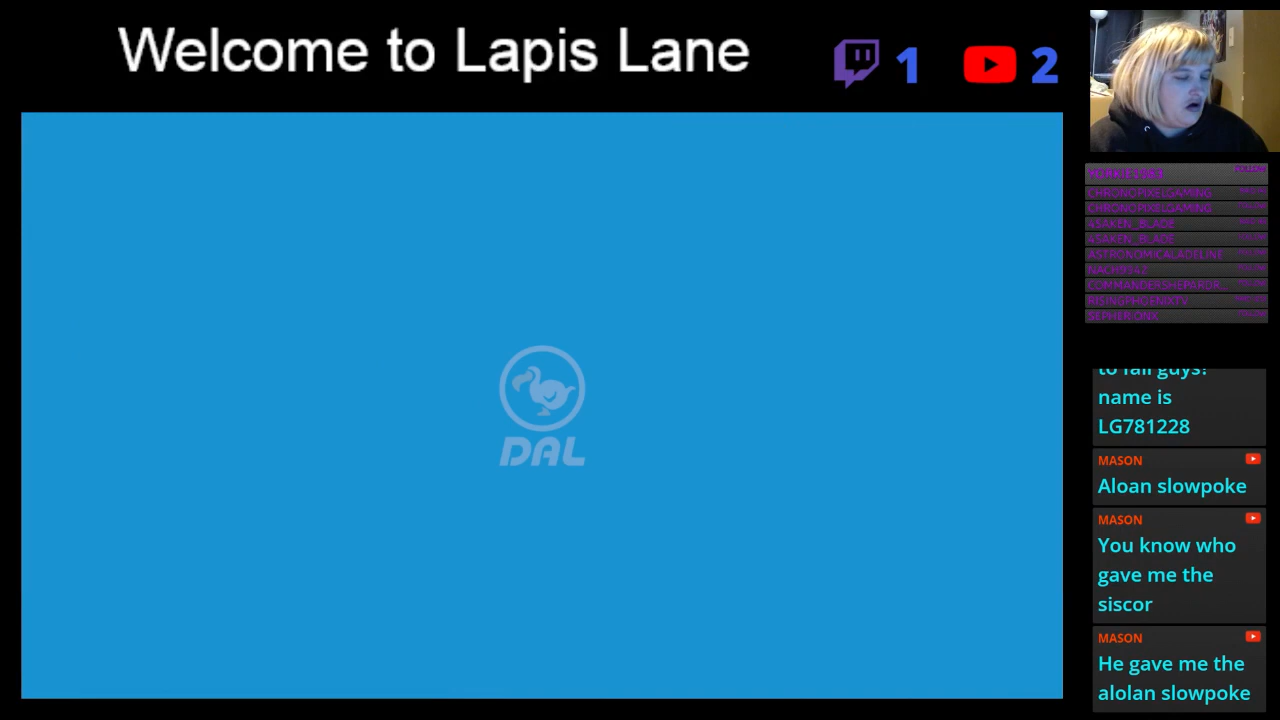 Welcome to Lapis Lane
1
2
DAL
CHRONOPIXELGAMING
CHRONOPIXELGAMING
4SAKEN_BLADE
4SAKEN_BLADE
ASTRONOMICALADELINE
COMMANDERSHEPARDR...
RISINGPHOENIXTV
SEPHERIONX
to fall guys?
name is
LG781228
MASON
Aloan slowpoke
MASON
You know who
gave me the
siscor
MASON
He gave me the
alolan slowpoke